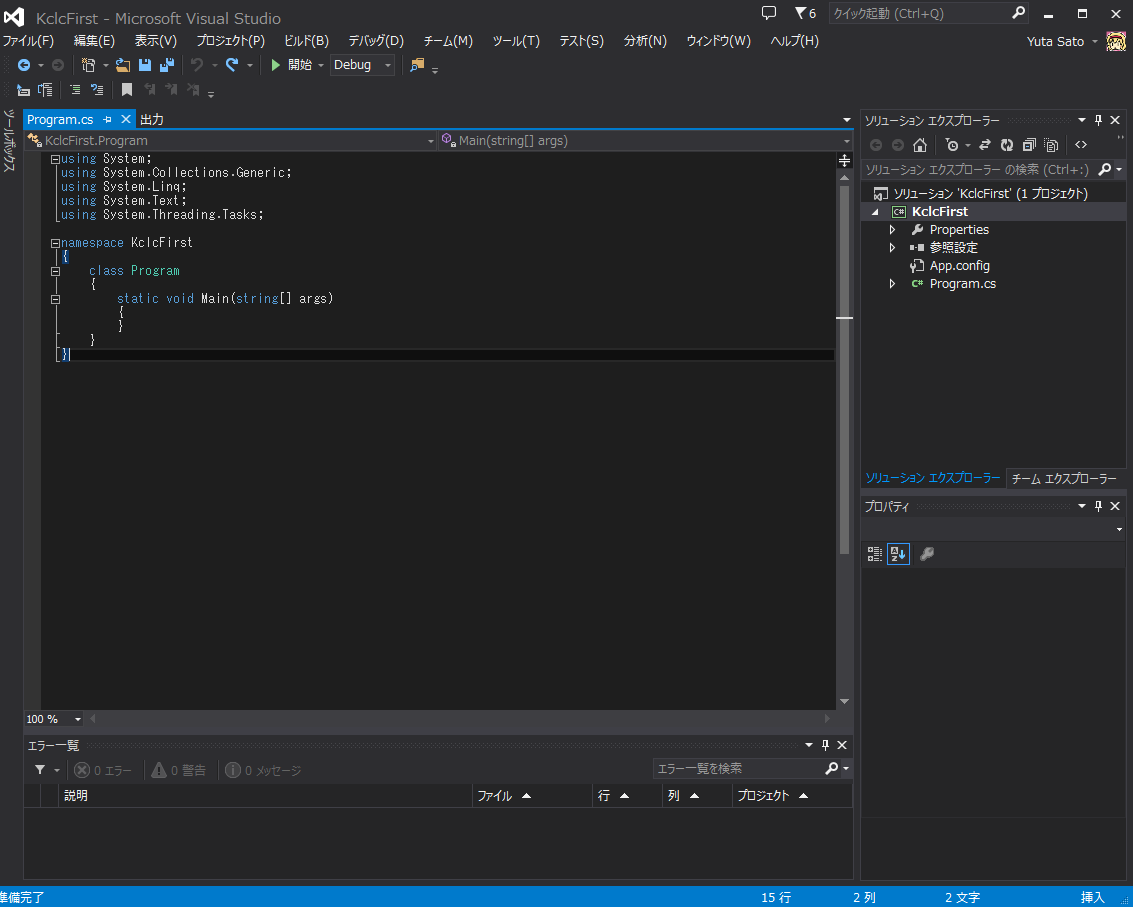 KclcFirst - Microsoft Visual Studio
6
クイック起動 (Ctrl+Q)
ファイル(F) 編集(E) 表示(V) プロジェクト(P) ビルド(B) デバッグ(D) チーム(M) ツール(T) テスト(S) 分析(N) ウィンドウ(W) ヘルプ(H)
Yuta Sato
開始 Debug
ツールボックス
Program.cs 出力
KclcFirst.Program Main(string[] args)
using System;
using System.Collections.Generic;
using System.Linq;
using System.Text;
using System.Threading.Tasks;
namespace KclcFirst
{
class Program
{
static void Main(string[] args)
{
}
}
}
100 %
ソリューション エクスプローラー
ソリューション エクスプローラー の検索 (Ctrl+:)
ソリューション 'KclcFirst' (1 プロジェクト)
C# KclcFirst
Properties
参照設定
App.config
C# Program.cs
ソリューション エクスプローラー チーム エクスプローラー
プロパティ
エラー一覧
0 エラー 0 警告 0 メッセージ
エラー一覧を検索
説明 ファイル 行 列 プロジェクト
準備完了 15 行 2 列 2 文字 挿入